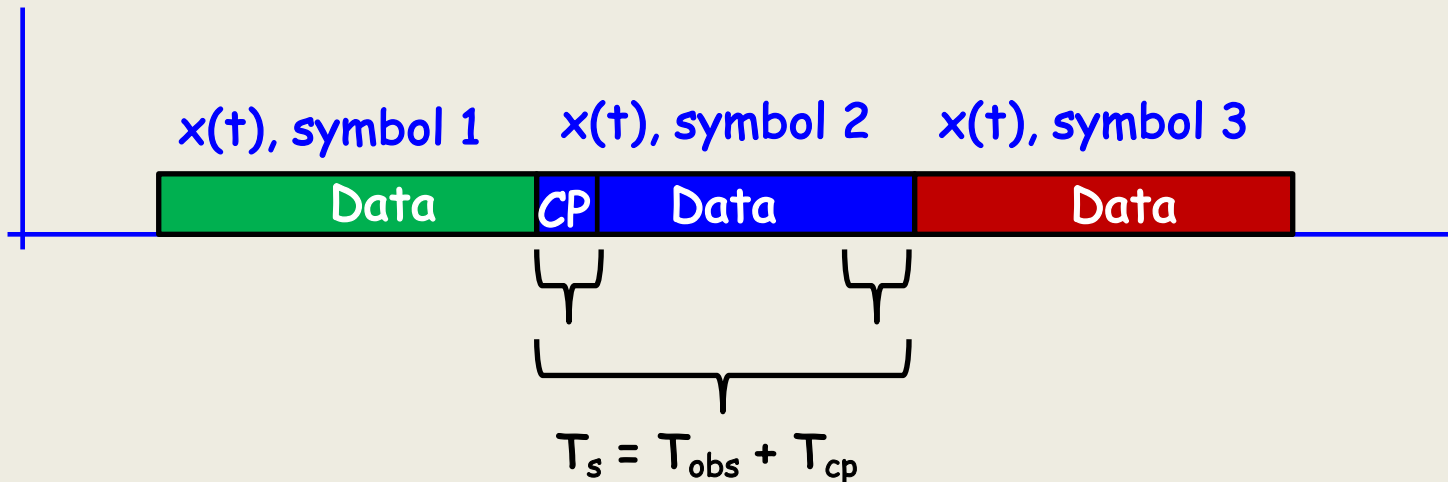 x(t), symbol 1 x(t), symbol 2 x(t), symbol 3
Data CP Data Data
Ts = Tobs + Tcp